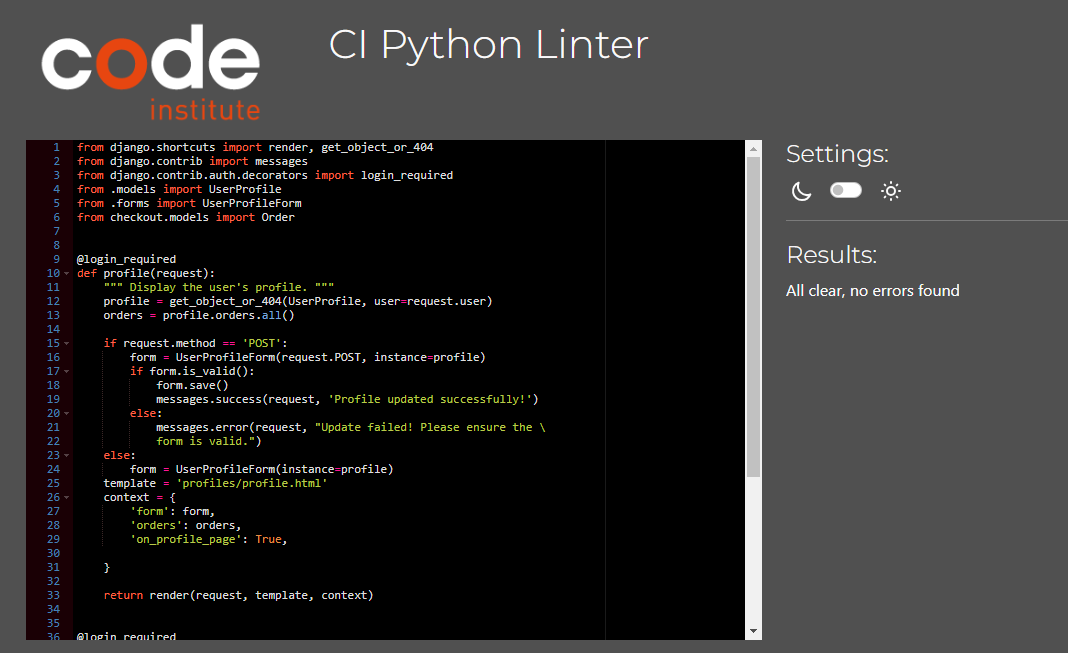 code
institute
CI Python Linter
1 from django.shortcuts import render, get_object_or_404
2 from django.contrib import messages
3 from django.contrib.auth.decorators import login_required
4 from .models import UserProfile
5 from .forms import UserProfileForm
6 from checkout.models import Order
7
8
9 @login_required
10 def profile(request):
11     """ Display the user's profile. """
12     profile = get_object_or_404(UserProfile, user=request.user)
13     orders = profile.orders.all()
14
15     if request.method == 'POST':
16         form = UserProfileForm(request.POST, instance=profile)
17         if form.is_valid():
18             form.save()
19             messages.success(request, 'Profile updated successfully!')
20         else:
21             messages.error(request, "Update failed! Please ensure the \
22             form is valid.")
23     else:
24         form = UserProfileForm(instance=profile)
25     template = 'profiles/profile.html'
26     context = {
27         'form': form,
28         'orders': orders,
29         'on_profile_page': True,
30
31     }
32
33     return render(request, template, context)
34
35
36 @login_required
Settings:
Results:
All clear, no errors found